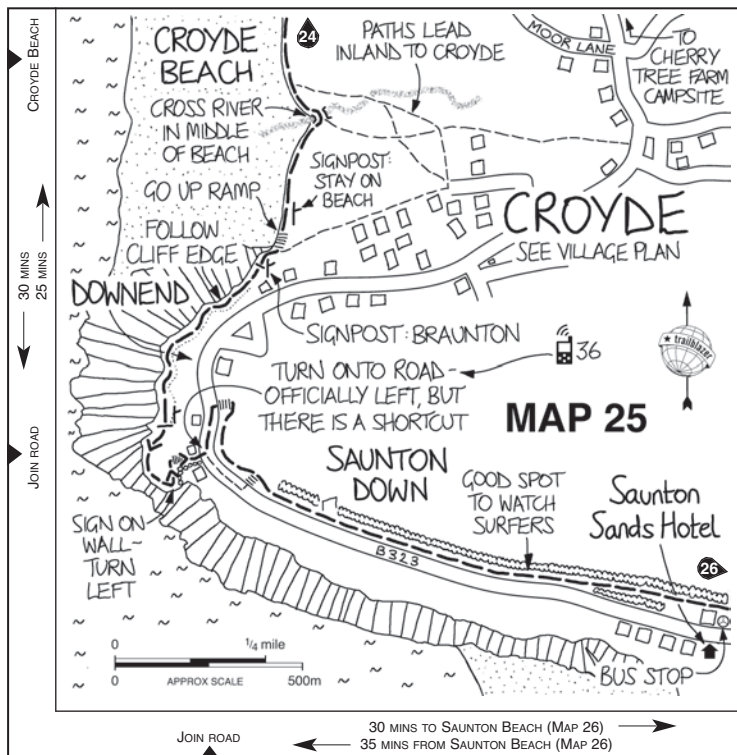 CROYDE
BEACH
24
PATHS LEAD
INLAND TO CROYDE
MOOR LANE
TO
CHERRY
TREE FARM
CAMPSITE
CROYDE BEACH
CROSS RIVER
IN MIDDLE
OF BEACH
SIGNPOST:
STAY ON
BEACH
GO UP RAMP
FOLLOW
CLIFF EDGE
CROYDE
SEE VILLAGE PLAN
30 MINS
25 MINS
DOWNEND
SIGNPOST: BRAUNTON
36
★ trailblazer
TURN ONTO ROAD-
OFFICIALLY LEFT, BUT
THERE IS A SHORTCUT
MAP 25
JOIN ROAD
SAUNTON
DOWN
GOOD SPOT
TO WATCH
SURFERS
Saunton
Sands Hotel
SIGN ON
WALL-
TURN
LEFT
B323
26
0 1/4 mile
0 APPROX SCALE 500m
BUS STOP
JOIN ROAD
30 MINS TO SAUNTON BEACH (MAP 26)
35 MINS FROM SAUNTON BEACH (MAP 26)